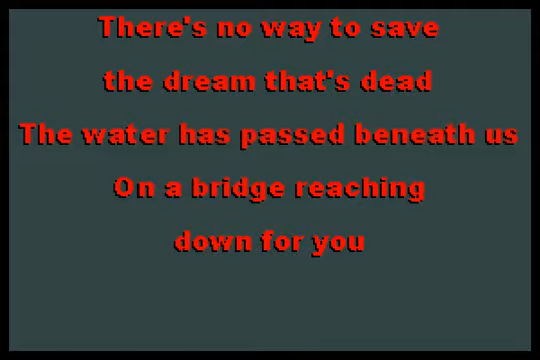 There's no way to save
the dream that's dead
The water has passed beneath us
On a bridge reaching
down for you